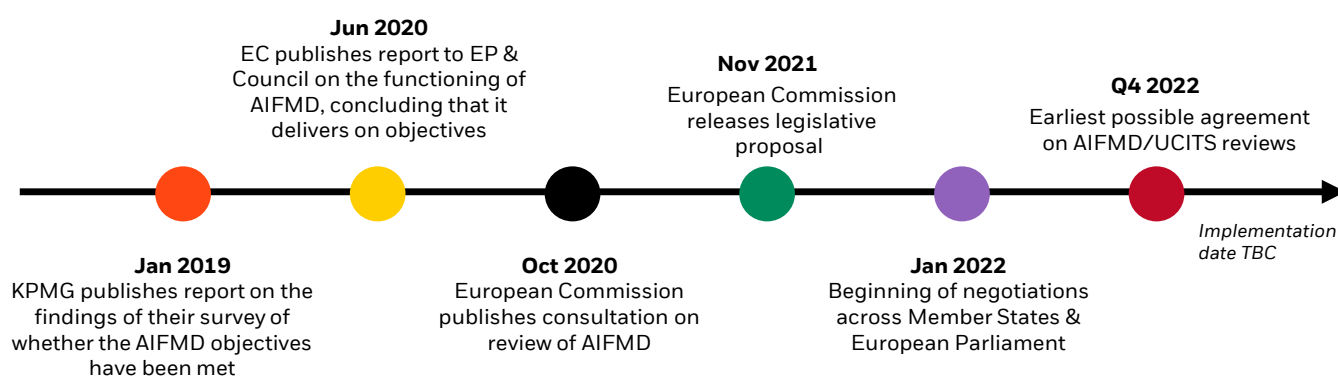 Jun 2020
EC publishes report to EP &
Council on the functioning of
AIFMD, concluding that it
delivers on objectives
Nov 2021
European Commission
releases legislative
proposal
Q4 2022
Earliest possible agreement
on AIFMD/UCITS reviews
Implementation
date TBC
Jan 2019
KPMG publishes report on the
findings of their survey of
whether the AIFMD objectives
have been met
Oct 2020
European Commission
publishes consultation on
review of AIFMD
Jan 2022
Beginning of negotiations
across Member States &
European Parliament